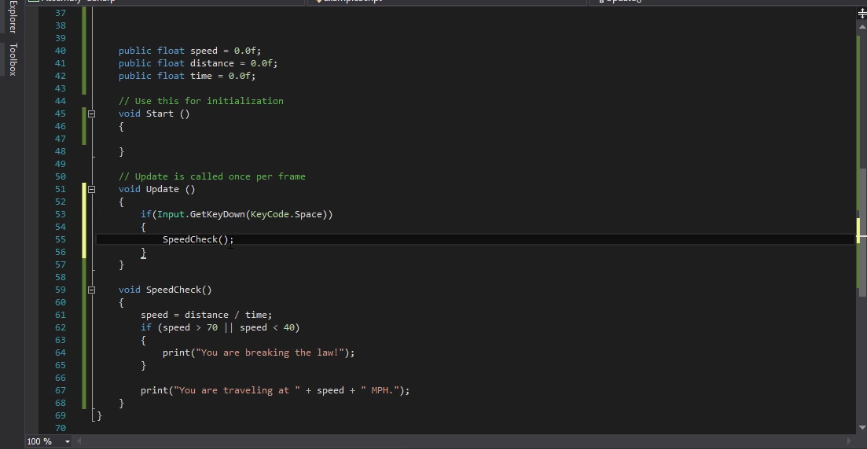 37
38
39
40 public float speed = 0.0f;
41 public float distance = 0.0f;
42 public float time = 0.0f;
43
44 // Use this for initialization
45 void Start ()
46 {
47
48 }
49
50 // Update is called once per frame
51 void Update ()
52 {
53 if(Input.GetKeyDown(KeyCode.Space))
54 {
55 SpeedCheck();
56 }
57 }
58
59 void SpeedCheck()
60 {
61 speed = distance / time;
62 if (speed > 70 || speed < 40)
63 {
64 print("You are breaking the law!");
65 }
66
67 print("You are traveling at " + speed + " MPH.");
68 }
69 }
70
Explorer
Toolbox
100 %